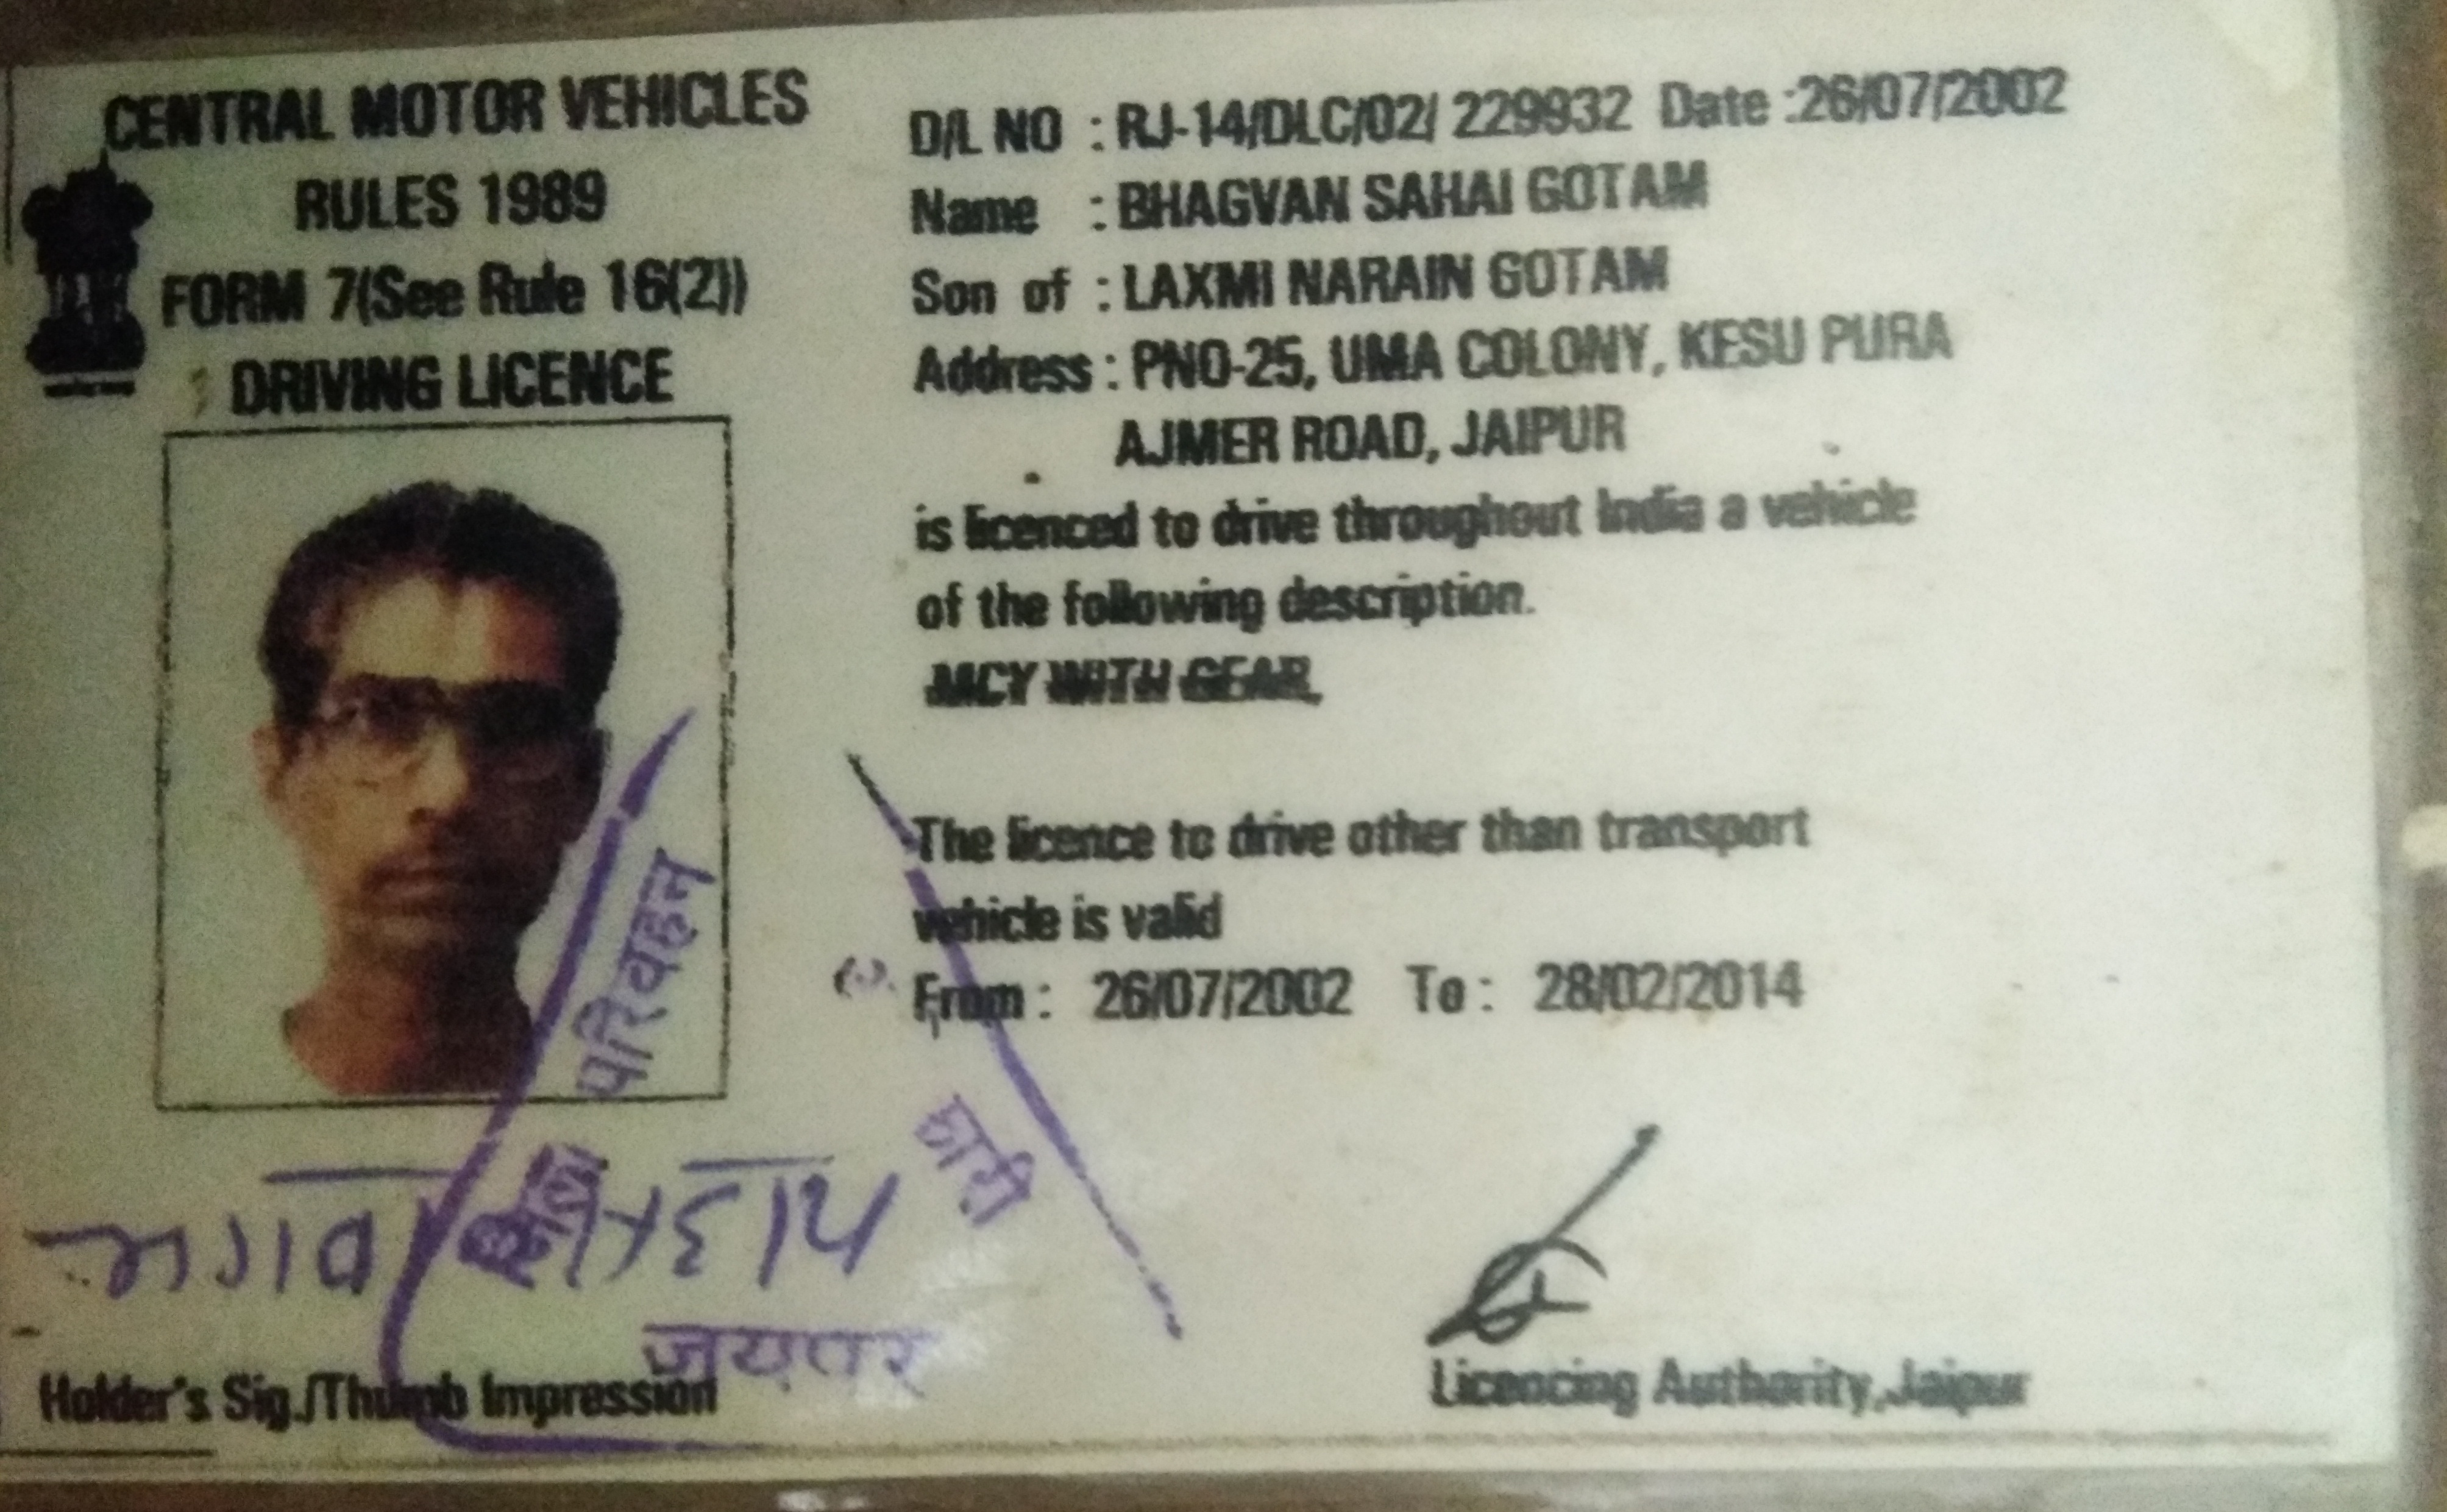 CENTRAL MOTOR VEHICLES
RULES 1989
FORM 7(See Rule 16(2))
DRIVING LICENCE
D/L NO : RJ-14/DLC/02/ 229932 Date :26/07/2002
Name : BHAGVAN SAHAI GOTAM
Son of : LAXMI NARAIN GOTAM
Address : PNO-25, UMA COLONY, KESU PURA
AJMER ROAD, JAIPUR
is licenced to drive throughout India a vehicle
of the following description.
MCY WITH GEAR,
The licence to drive other than transport
vehicle is valid
From : 26/07/2002 To : 28/02/2014
परिवहन
जयपुर
Holder's Sig./Thumb Impression
Licencing Authority,Jaipur